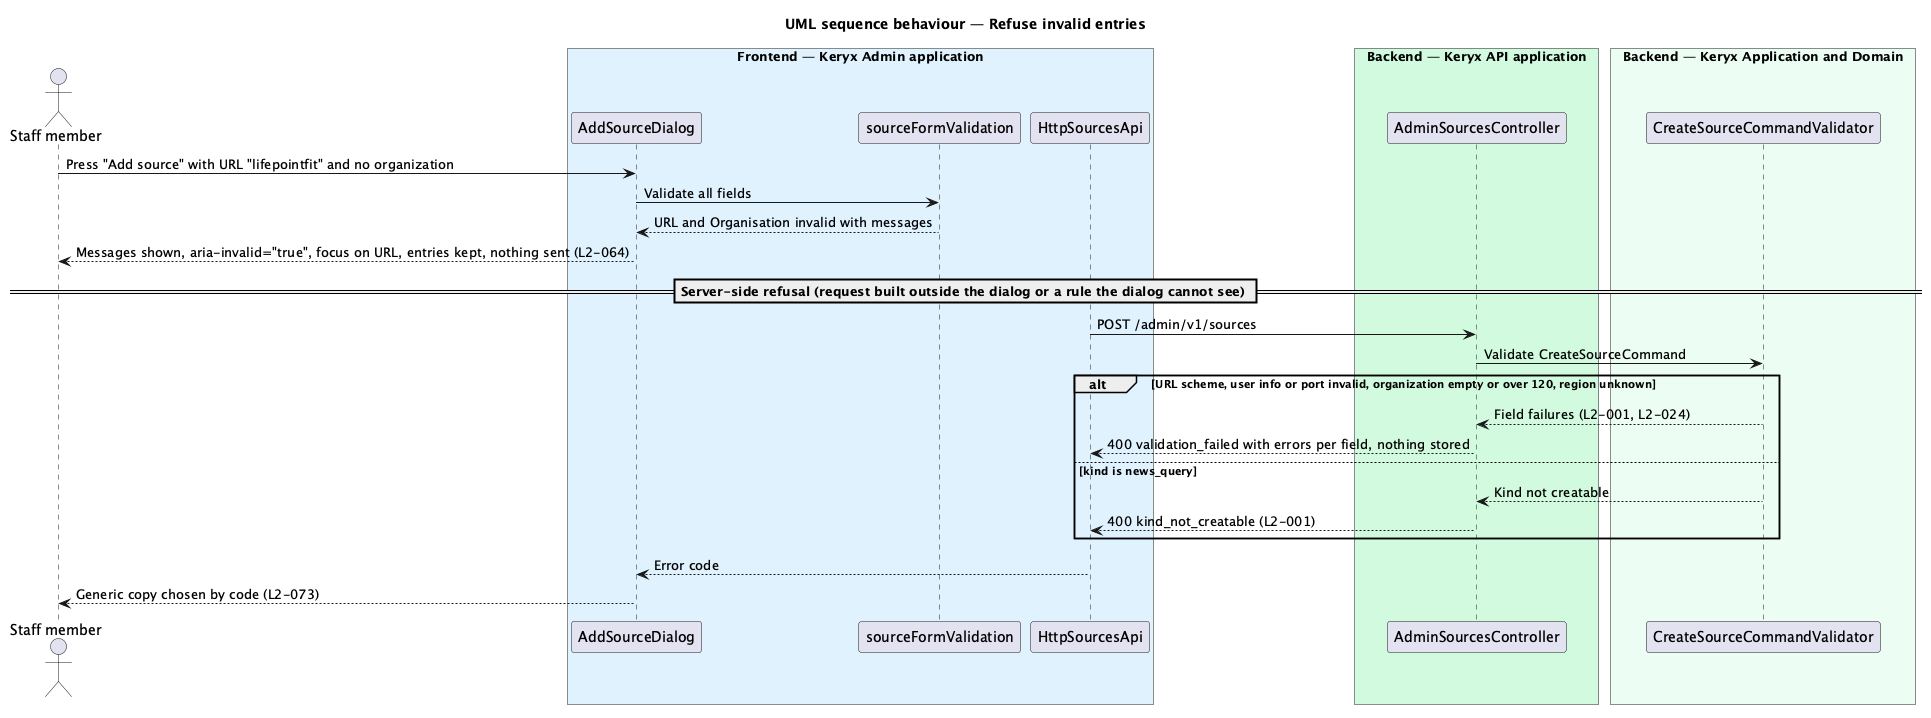 UML sequence behaviour — Refuse invalid entries
Frontend — Keryx Admin application
Backend — Keryx API application
Backend — Keryx Application and Domain
Staff member
AddSourceDialog
sourceFormValidation
HttpSourcesApi
AdminSourcesController
CreateSourceCommandValidator
Press "Add source" with URL "lifepointfit" and no organization
Validate all fields
URL and Organisation invalid with messages
Messages shown, aria-invalid="true", focus on URL, entries kept, nothing sent (L2-064)
Server-side refusal (request built outside the dialog or a rule the dialog cannot see)
POST /admin/v1/sources
Validate CreateSourceCommand
alt
[URL scheme, user info or port invalid, organization empty or over 120, region unknown]
Field failures (L2-001, L2-024)
400 validation_failed with errors per field, nothing stored
[kind is news_query]
Kind not creatable
400 kind_not_creatable (L2-001)
Error code
Generic copy chosen by code (L2-073)
Staff member
AddSourceDialog
sourceFormValidation
HttpSourcesApi
AdminSourcesController
CreateSourceCommandValidator